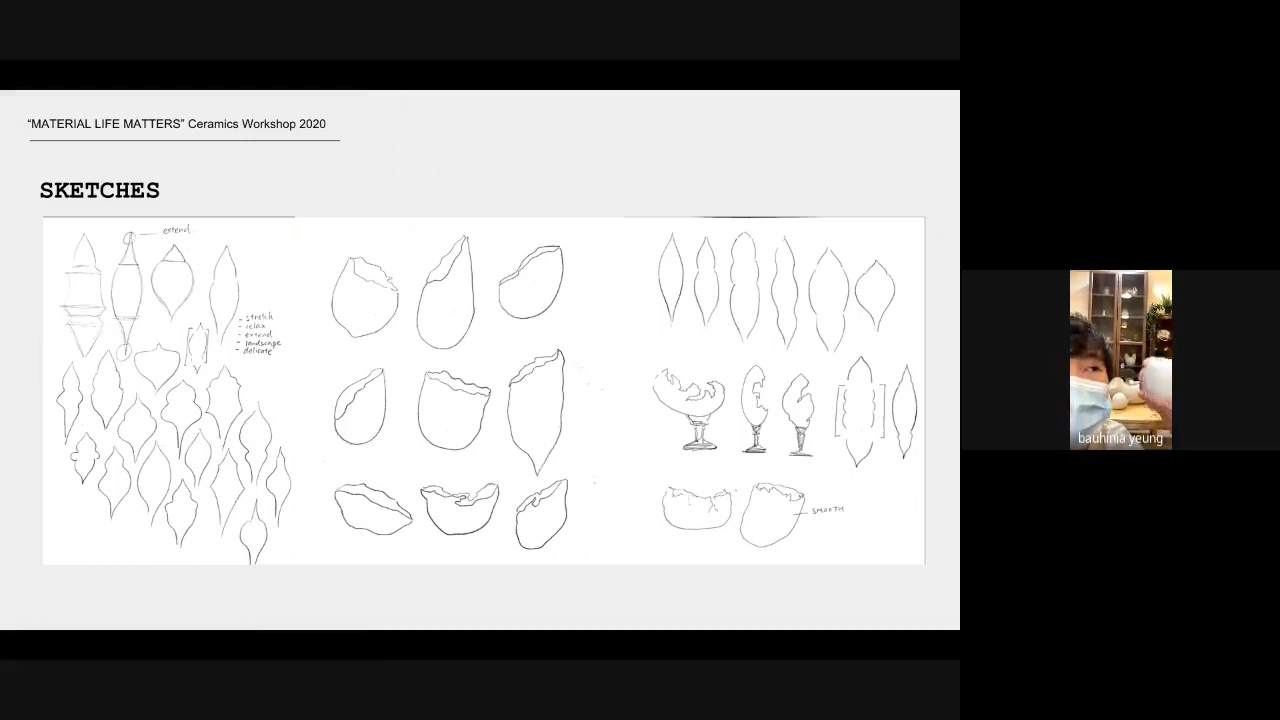 “MATERIAL LIFE MATTERS” Ceramics Workshop 2020
SKETCHES
extend.
- stretch
- relax
- extend
- landscape
- delicate
SMOOTH
bauhinia yeung